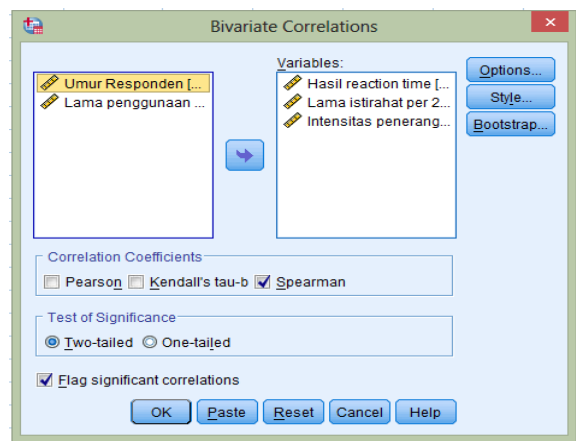 Bivariate Correlations
Variables:
Umur Responden [...
Lama penggunaan ...
Hasil reaction time [...
Lama istirahat per 2...
Intensitas penerang...
Options...
Style...
Bootstrap...
Correlation Coefficients
Pearson Kendall's tau-b Spearman
Test of Significance
Two-tailed One-tailed
Flag significant correlations
OK Paste Reset Cancel Help